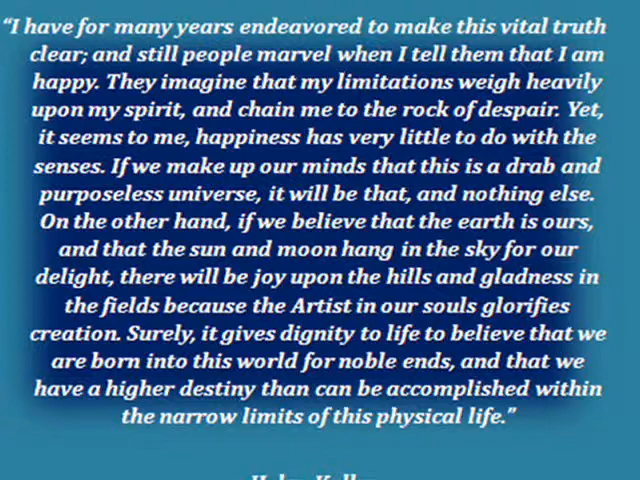 “I have for many years endeavored to make this vital truth
clear; and still people marvel when I tell them that I am
happy. They imagine that my limitations weigh heavily
upon my spirit, and chain me to the rock of despair. Yet,
it seems to me, happiness has very little to do with the
senses. If we make up our minds that this is a drab and
purposeless universe, it will be that, and nothing else.
On the other hand, if we believe that the earth is ours,
and that the sun and moon hang in the sky for our
delight, there will be joy upon the hills and gladness in
the fields because the Artist in our souls glorifies
creation. Surely, it gives dignity to life to believe that we
are born into this world for noble ends, and that we
have a higher destiny than can be accomplished within
the narrow limits of this physical life.”